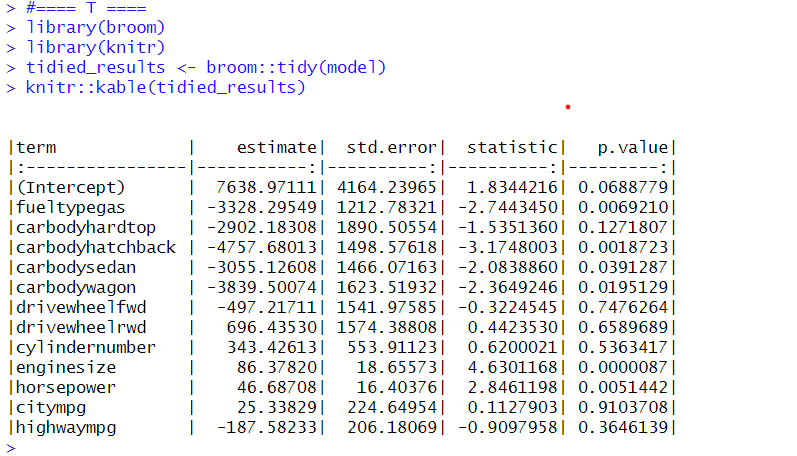 > #==== T ====
> library(broom)
> library(knitr)
> tidied_results <- broom::tidy(model)
> knitr::kable(tidied_results)
|term             |    estimate|  std.error|  statistic|   p.value|
|:----------------|-----------:|----------:|----------:|---------:|
|(Intercept)      |  7638.97111| 4164.23965|  1.8344216| 0.0688779|
|fueltypegas      | -3328.29549| 1212.78321| -2.7443450| 0.0069210|
|carbodyhardtop   | -2902.18308| 1890.50554| -1.5351360| 0.1271807|
|carbodyhatchback | -4757.68013| 1498.57618| -3.1748003| 0.0018723|
|carbodysedan     | -3055.12608| 1466.07163| -2.0838860| 0.0391287|
|carbodywagon     | -3839.50074| 1623.51932| -2.3649246| 0.0195129|
|drivewheelfwd    |  -497.21711| 1541.97585| -0.3224545| 0.7476264|
|drivewheelrwd    |   696.43530| 1574.38808|  0.4423530| 0.6589689|
|cylindernumber   |   343.42613|  553.91123|  0.6200021| 0.5363417|
|enginesize       |    86.37820|   18.65573|  4.6301168| 0.0000087|
|horsepower       |    46.68708|   16.40376|  2.8461198| 0.0051442|
|citympg          |    25.33829|  224.64954|  0.1127903| 0.9103708|
|highwaympg       |  -187.58233|  206.18069| -0.9097958| 0.3646139|
>